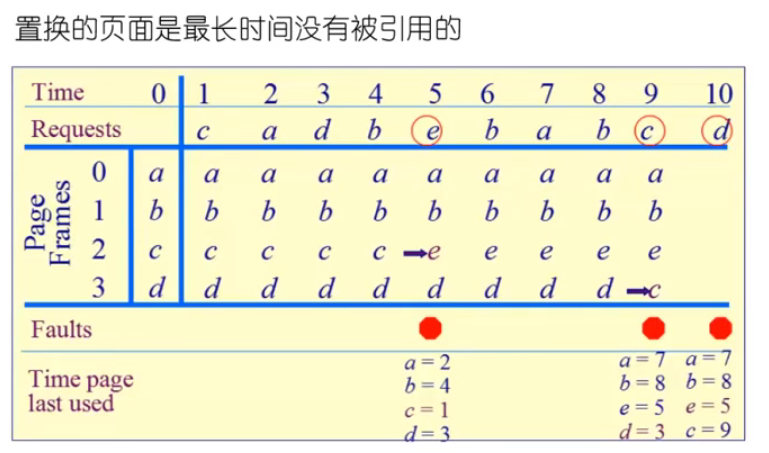 置换的页面是最长时间没有被引用的
Time 0 1 2 3 4 5 6 7 8 9 10
Requests c a d b e b a b c d
Page Frames
0 a a a a a a a a a a
1 b b b b b b b b b b
2 c c c c c e e e e e
3 d d d d d d d d d c
Faults
Time page last used
a = 2 a = 7 a = 7
b = 4 b = 8 b = 8
c = 1 e = 5 e = 5
d = 3 d = 3 c = 9